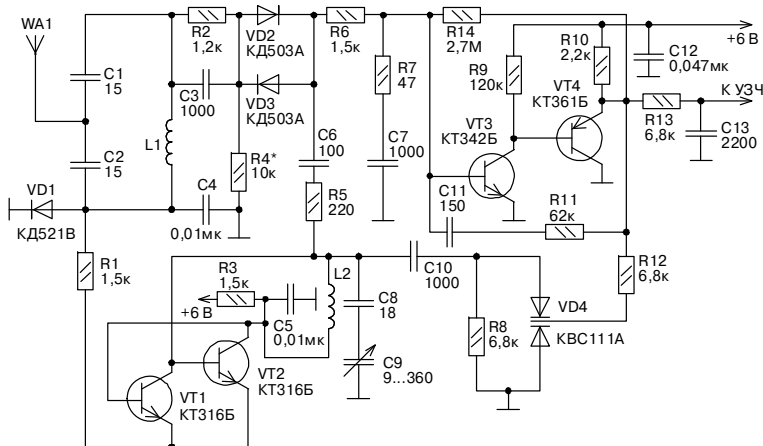 WA1
C1
15
C2
15
VD1
КД521В
R1
1,5к
L1
R2
1,2к
C3
1000
C4
0,01мк
R4*
10к
VD2
КД503А
VD3
КД503А
R6
1,5к
C6
100
R5
220
R7
47
C7
1000
R14
2,7М
R9
120к
VT3
КТ342Б
R10
2,2к
VT4
КТ361Б
C12
0,047мк
+6 В
К УЗЧ
R13
6,8к
C13
2200
C11
150
R11
62к
R12
6,8к
R3
1,5к
+6 В
C5
0,01мк
L2
C8
18
C9
9...360
C10
1000
R8
6,8к
VD4
КВС111А
VT1
КТ316Б
VT2
КТ316Б